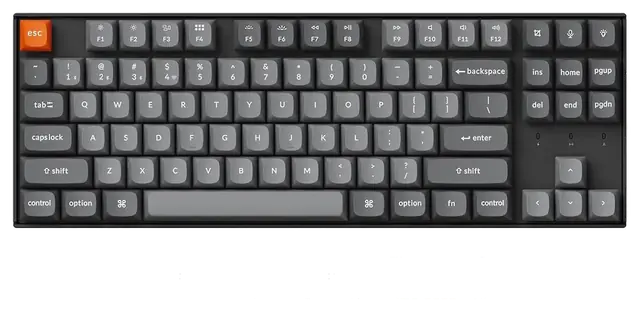 esc F1 F2 F3 F4 F5 F6 F7 F8 F9 F10 F11 F12
! 1 @ 2 # 3 $ 4 % 5 ^ 6 & 7 * 8 ( 9 ) 0 — - + = ← backspace ins home pgup
tab Q W E R T Y U I O P { [ } ] | \ del end pgdn
caps lock A S D F G H J K L : ; " ' ↵ enter
⇧ shift Z X C V B N M < , > . ? / ⇧ shift
control option ⌘ ⌘ option fn control